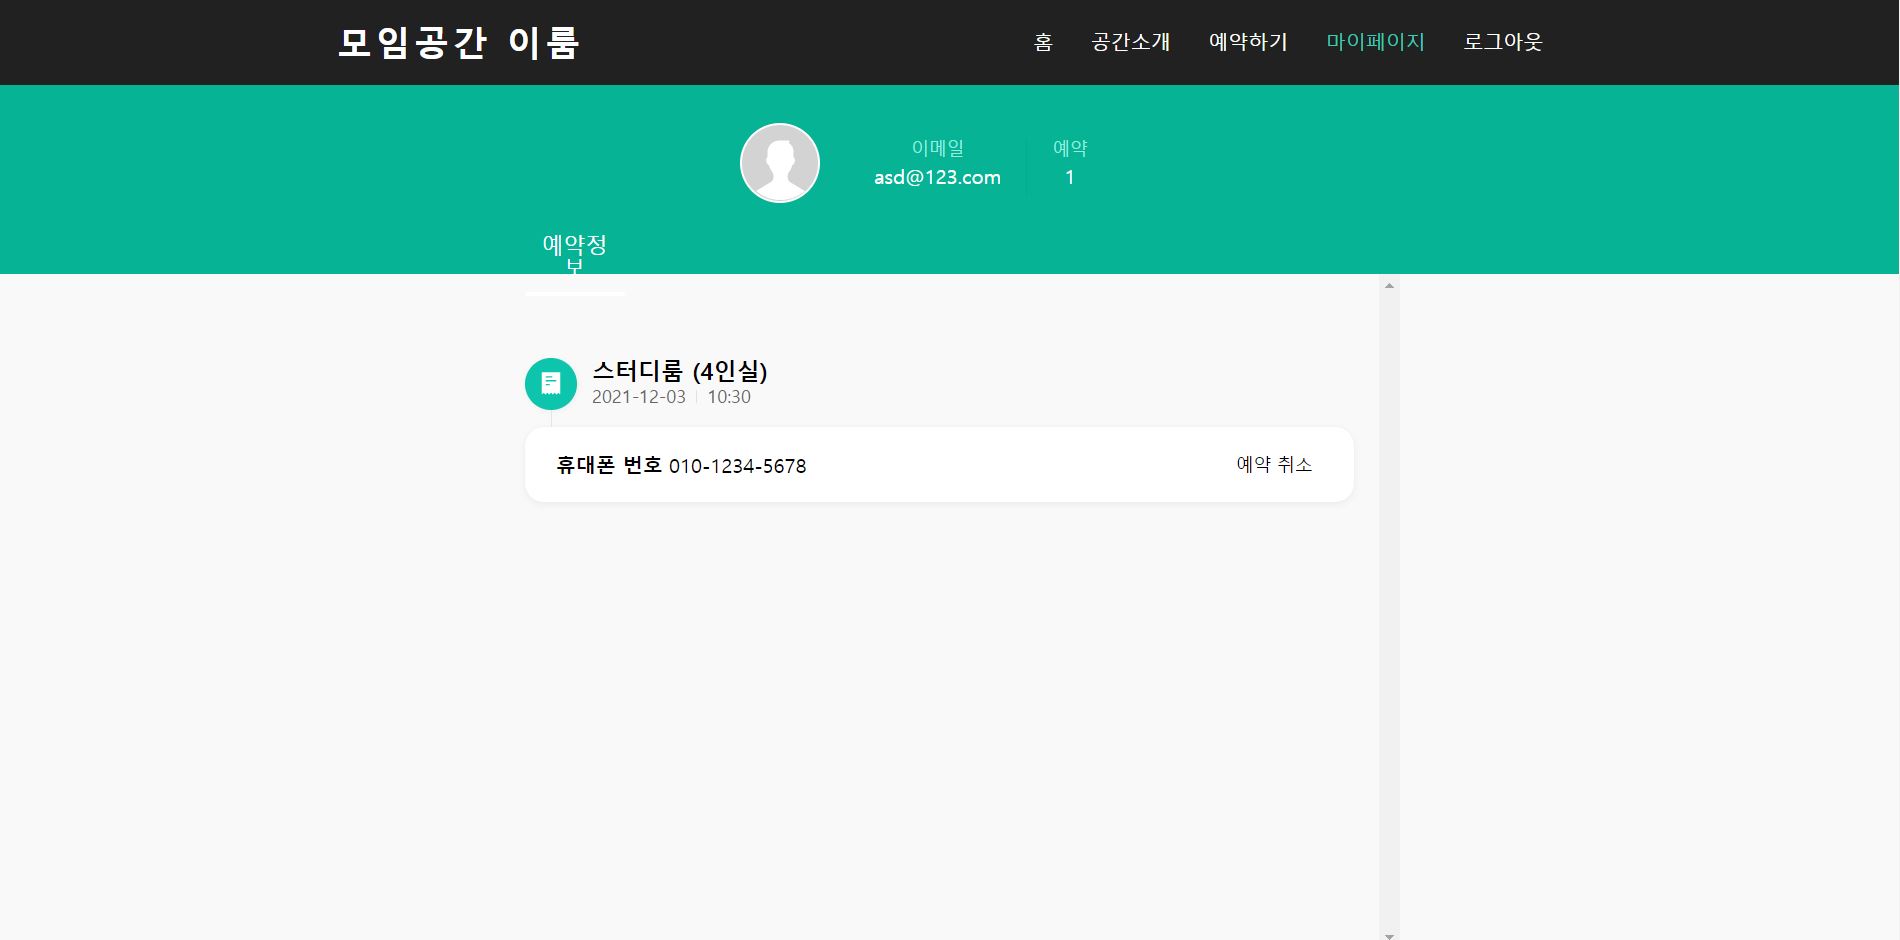 모임공간 이룸
홈 공간소개 예약하기 마이페이지 로그아웃
이메일 예약
asd@123.com 1
예약정
보
스터디룸 (4인실)
2021-12-03 10:30
휴대폰 번호 010-1234-5678 예약 취소